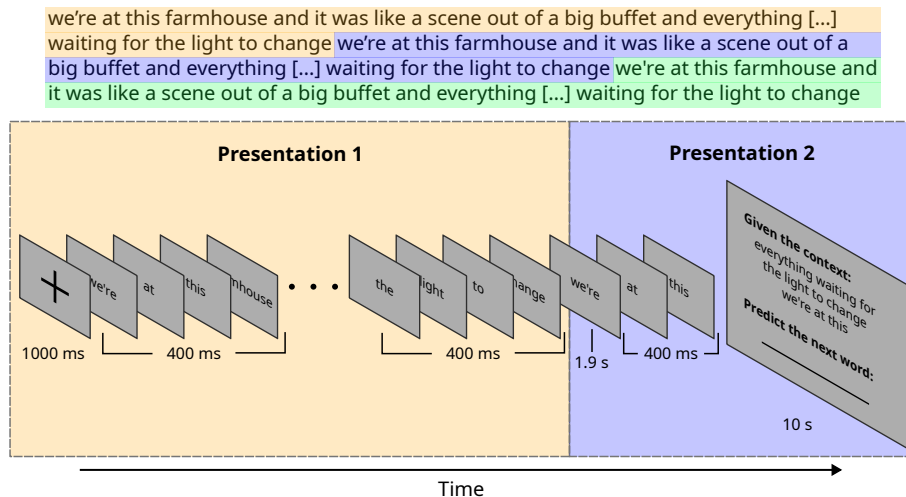 we’re at this farmhouse and it was like a scene out of a big buffet and everything [...]
waiting for the light to change we’re at this farmhouse and it was like a scene out of a
big buffet and everything [...] waiting for the light to change we're at this farmhouse and
it was like a scene out of a big buffet and everything [...] waiting for the light to change
Presentation 1
Presentation 2
we're
at
this
mhouse
the
light
to
hange
we're
at
this
Given the context:
everything waiting for
the light to change
we're at this
Predict the next word:
1000 ms
400 ms
400 ms
1.9 s
400 ms
10 s
Time